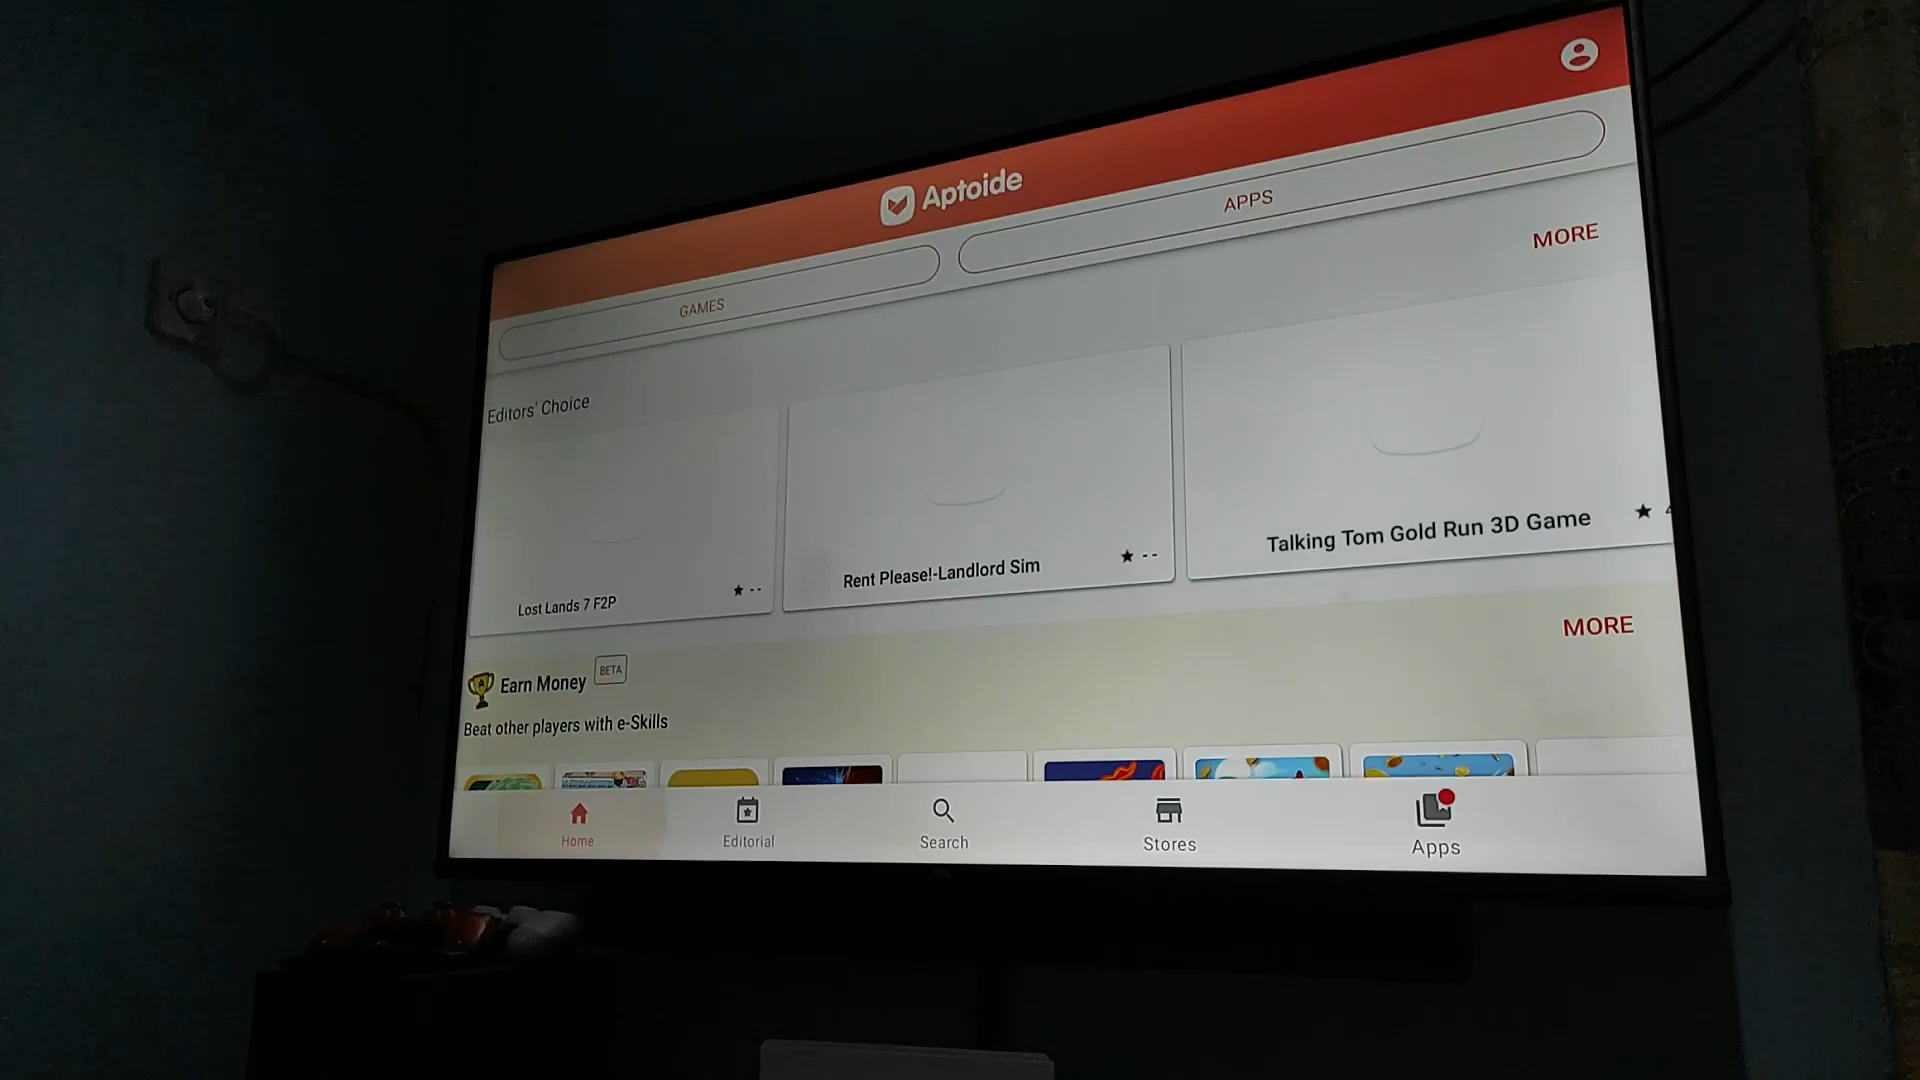 Aptoide
GAMES
APPS
Editors' Choice
MORE
Lost Lands 7 F2P
★ --
Rent Please!-Landlord Sim
★ --
Talking Tom Gold Run 3D Game
★
Earn Money
BETA
MORE
Beat other players with e-Skills
Home
Editorial
Search
Stores
Apps